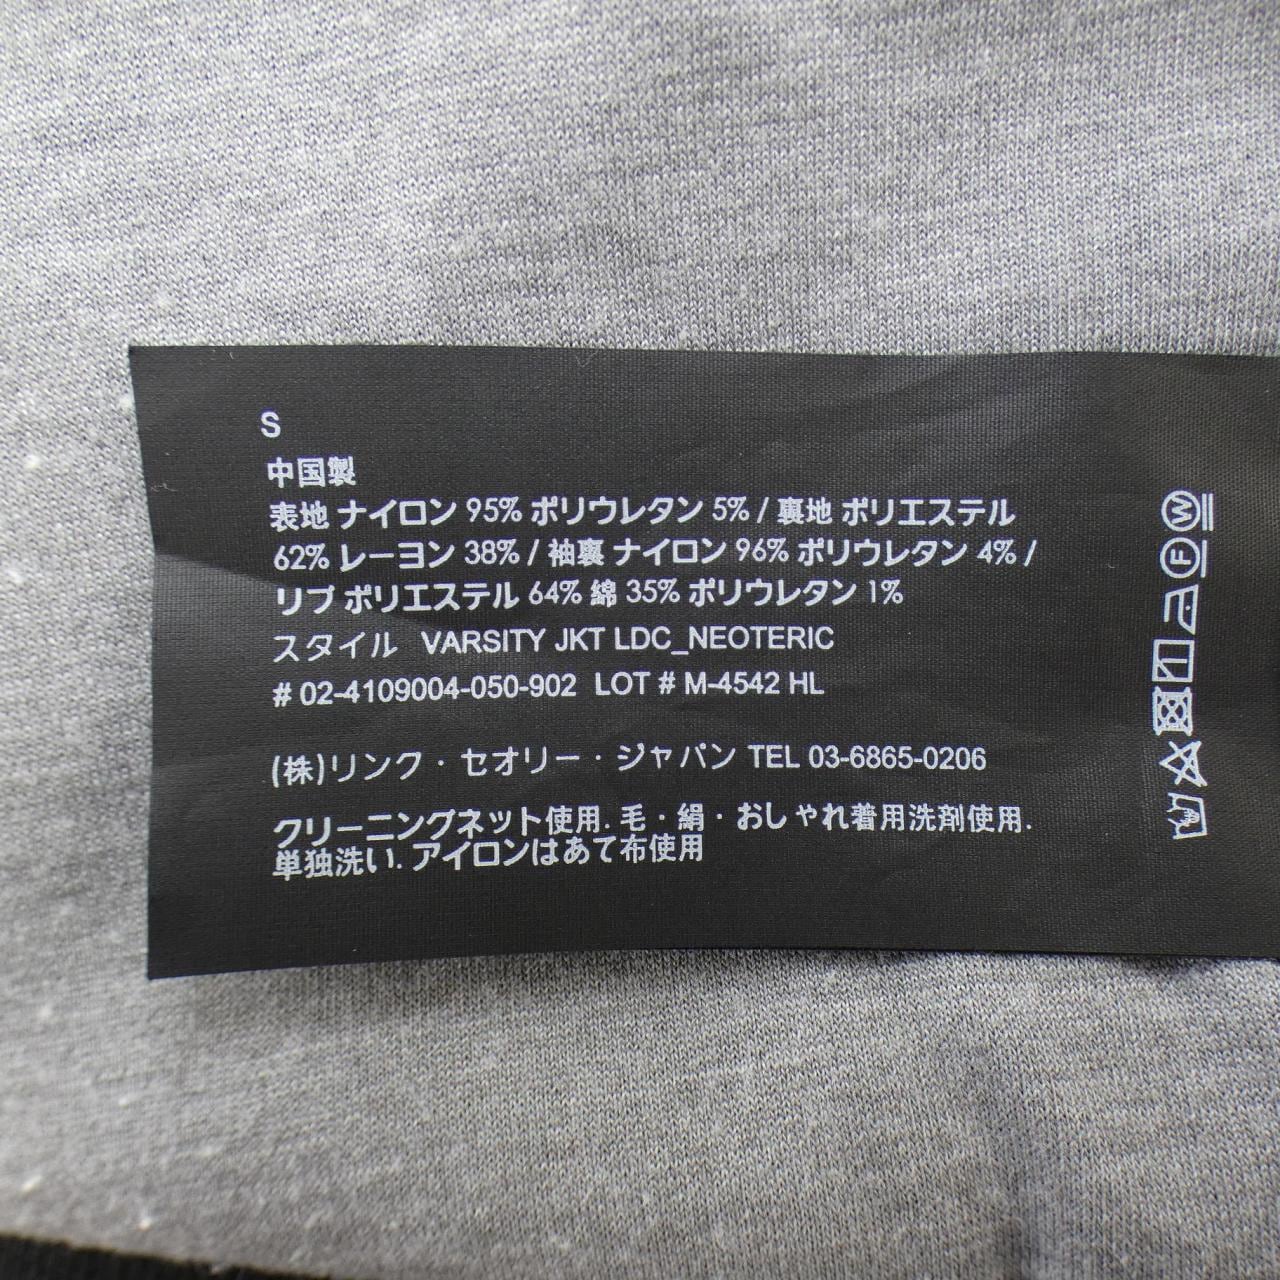 S
中国製
表地 ナイロン 95% ポリウレタン 5% / 裏地 ポリエステル
62% レーヨン 38% / 袖裏 ナイロン 96% ポリウレタン 4% /
リブ ポリエステル 64% 綿 35% ポリウレタン 1%
スタイル VARSITY JKT LDC_NEOTERIC
# 02-4109004-050-902 LOT # M-4542 HL
(株)リンク・セオリー・ジャパン TEL 03-6865-0206
クリーニングネット使用. 毛・絹・おしゃれ着用洗剤使用.
単独洗い. アイロンはあて布使用
W
F